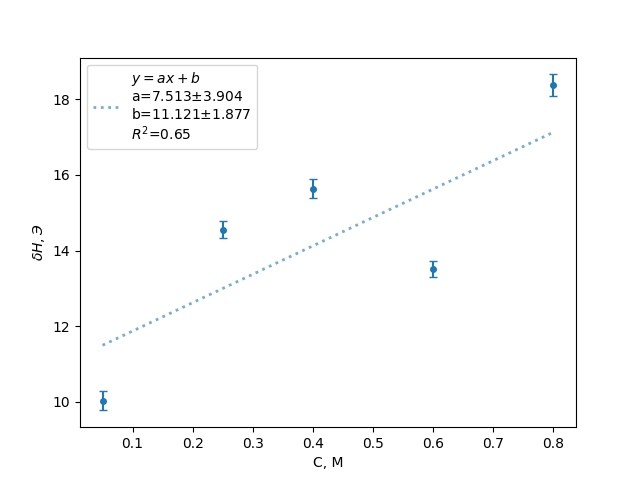 y = ax + b
a=7.513±3.904
b=11.121±1.877
R²=0.65
18
16
14
12
10
δH, Э
0.1 0.2 0.3 0.4 0.5 0.6 0.7 0.8
C, M